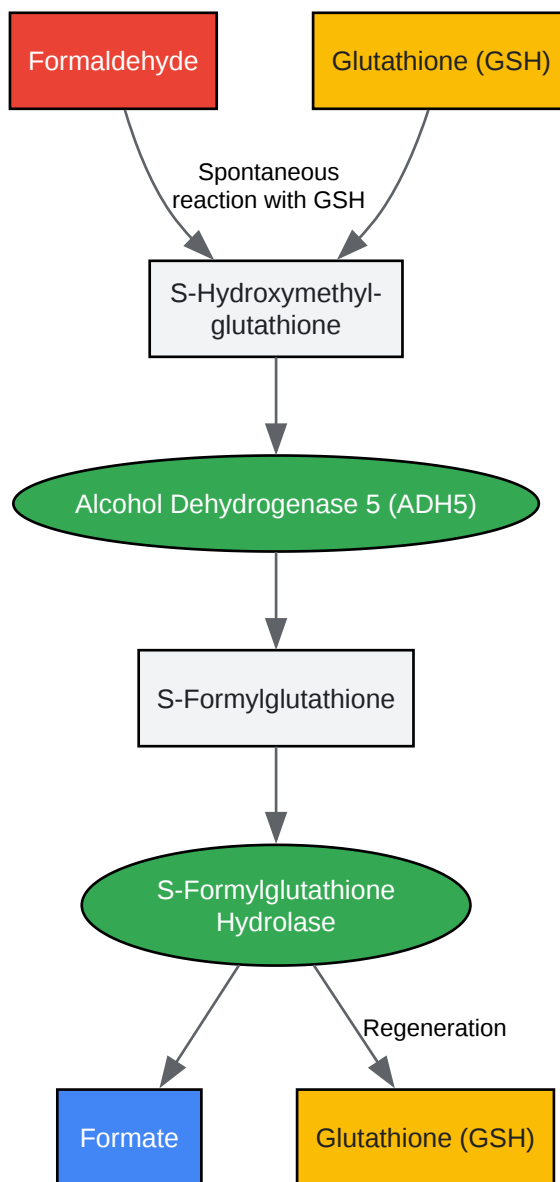 Formaldehyde
Glutathione (GSH)
Spontaneous
reaction with GSH
S-Hydroxymethyl-
glutathione
Alcohol Dehydrogenase 5 (ADH5)
S-Formylglutathione
S-Formylglutathione
Hydrolase
Regeneration
Formate
Glutathione (GSH)